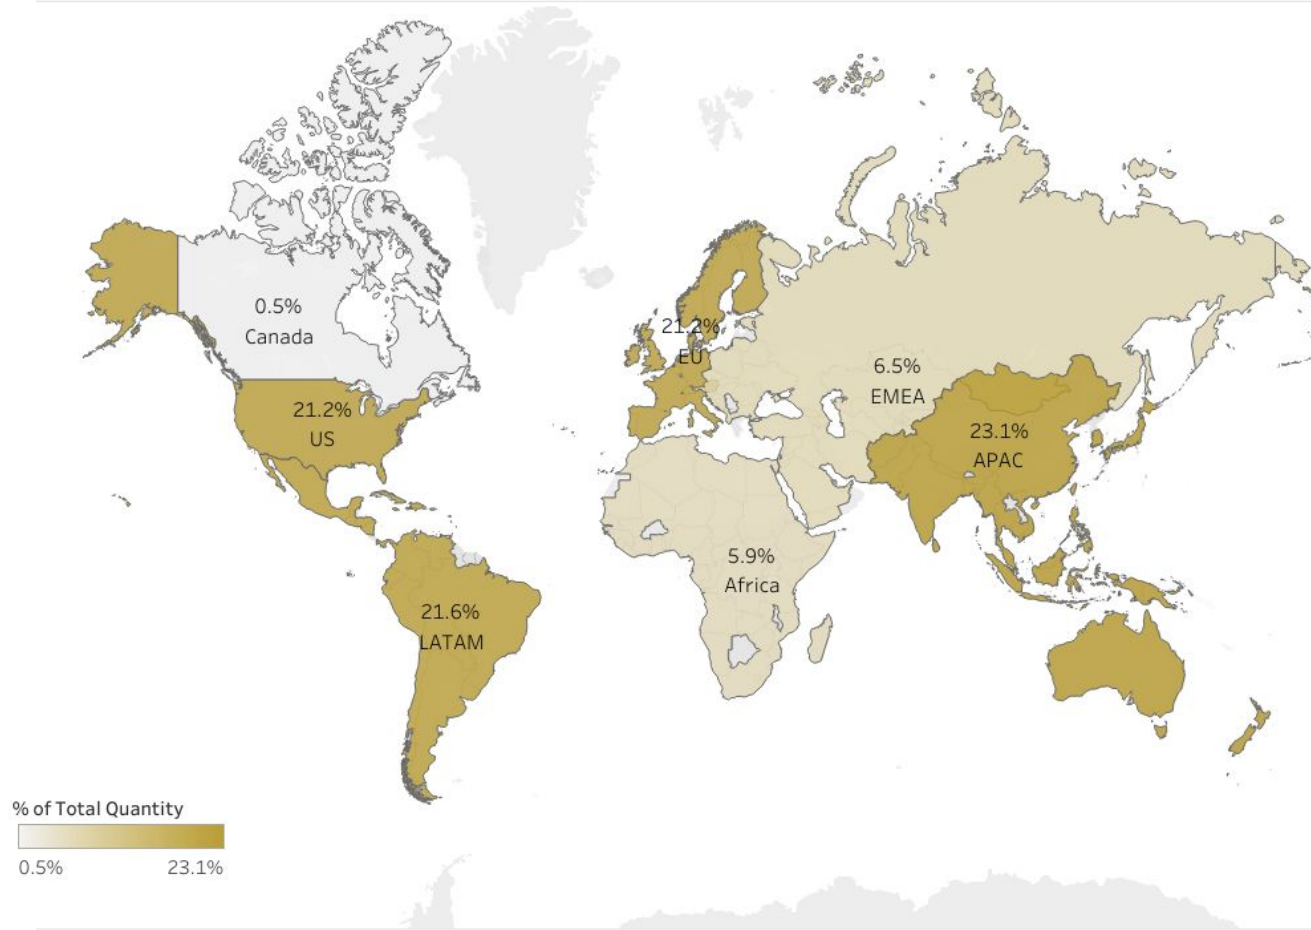 0.5%
Canada
21.2%
EU
6.5%
EMEA
21.2%
US
23.1%
APAC
5.9%
Africa
21.6%
LATAM
% of Total Quantity
0.5%
23.1%